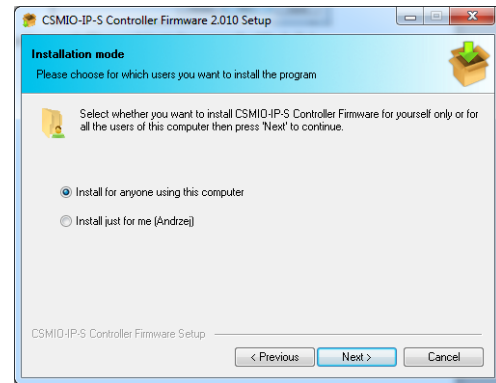 CSMIO-IP-S Controller Firmware 2.010 Setup
Installation mode
Please choose for which users you want to install the program
Select whether you want to install CSMIO-IP-S Controller Firmware for yourself only or for
all the users of this computer then press 'Next' to continue.
Install for anyone using this computer
Install just for me (Andrzej)
CSMIO-IP-S Controller Firmware Setup
< Previous Next > Cancel